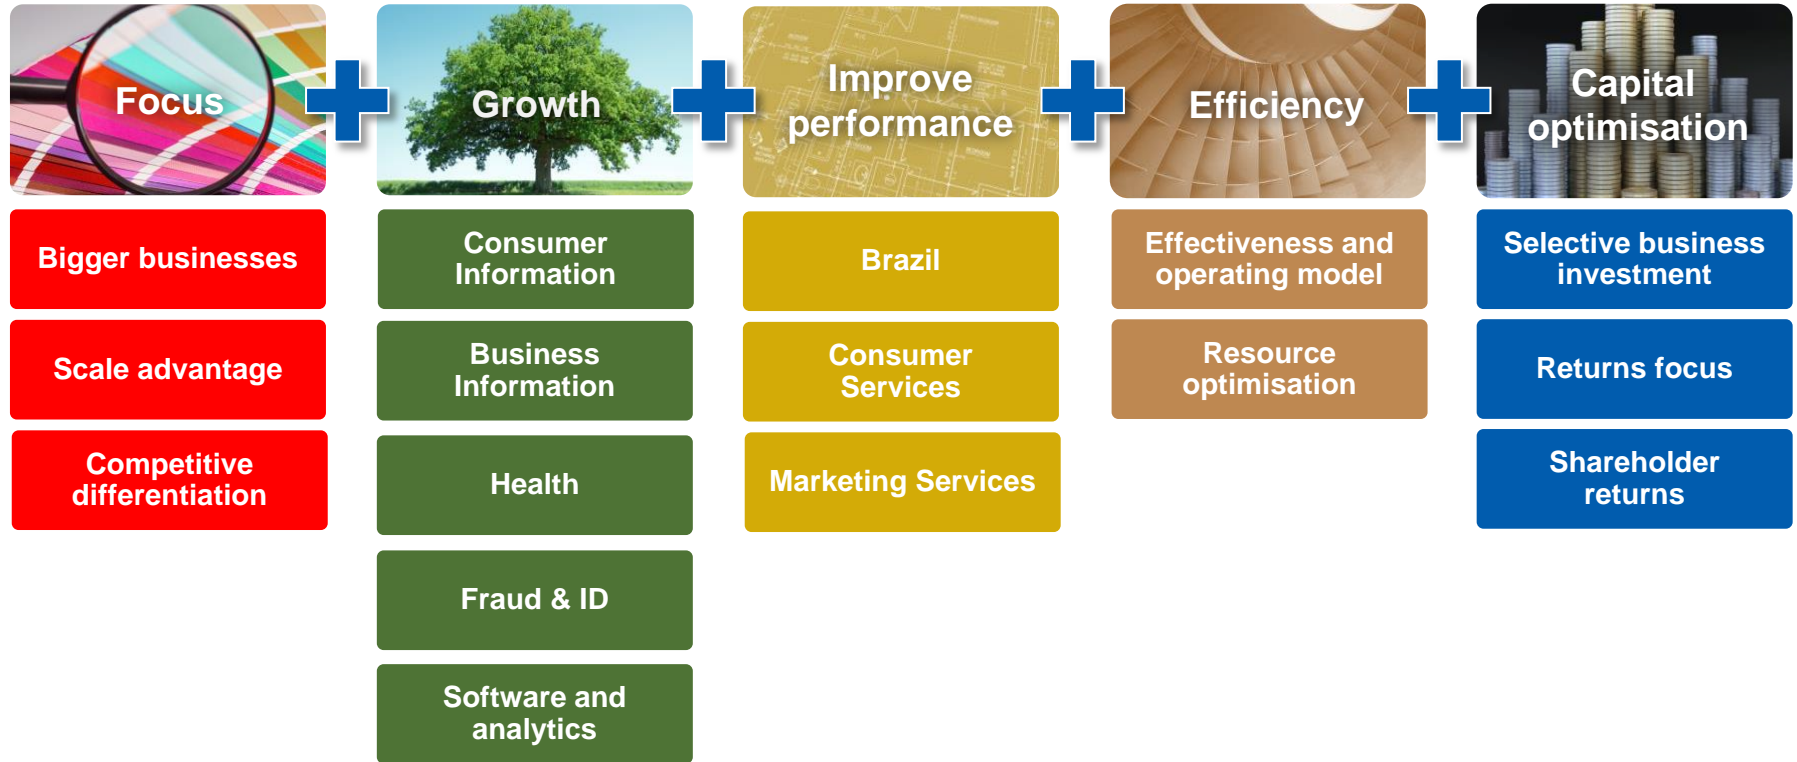 Focus
Growth
Improve
performance
Efficiency
Capital
optimisation
Bigger businesses
Scale advantage
Competitive
differentiation
Consumer
Information
Business
Information
Health
Fraud & ID
Software and
analytics
Brazil
Consumer
Services
Marketing Services
Effectiveness and
operating model
Resource
optimisation
Selective business
investment
Returns focus
Shareholder
returns